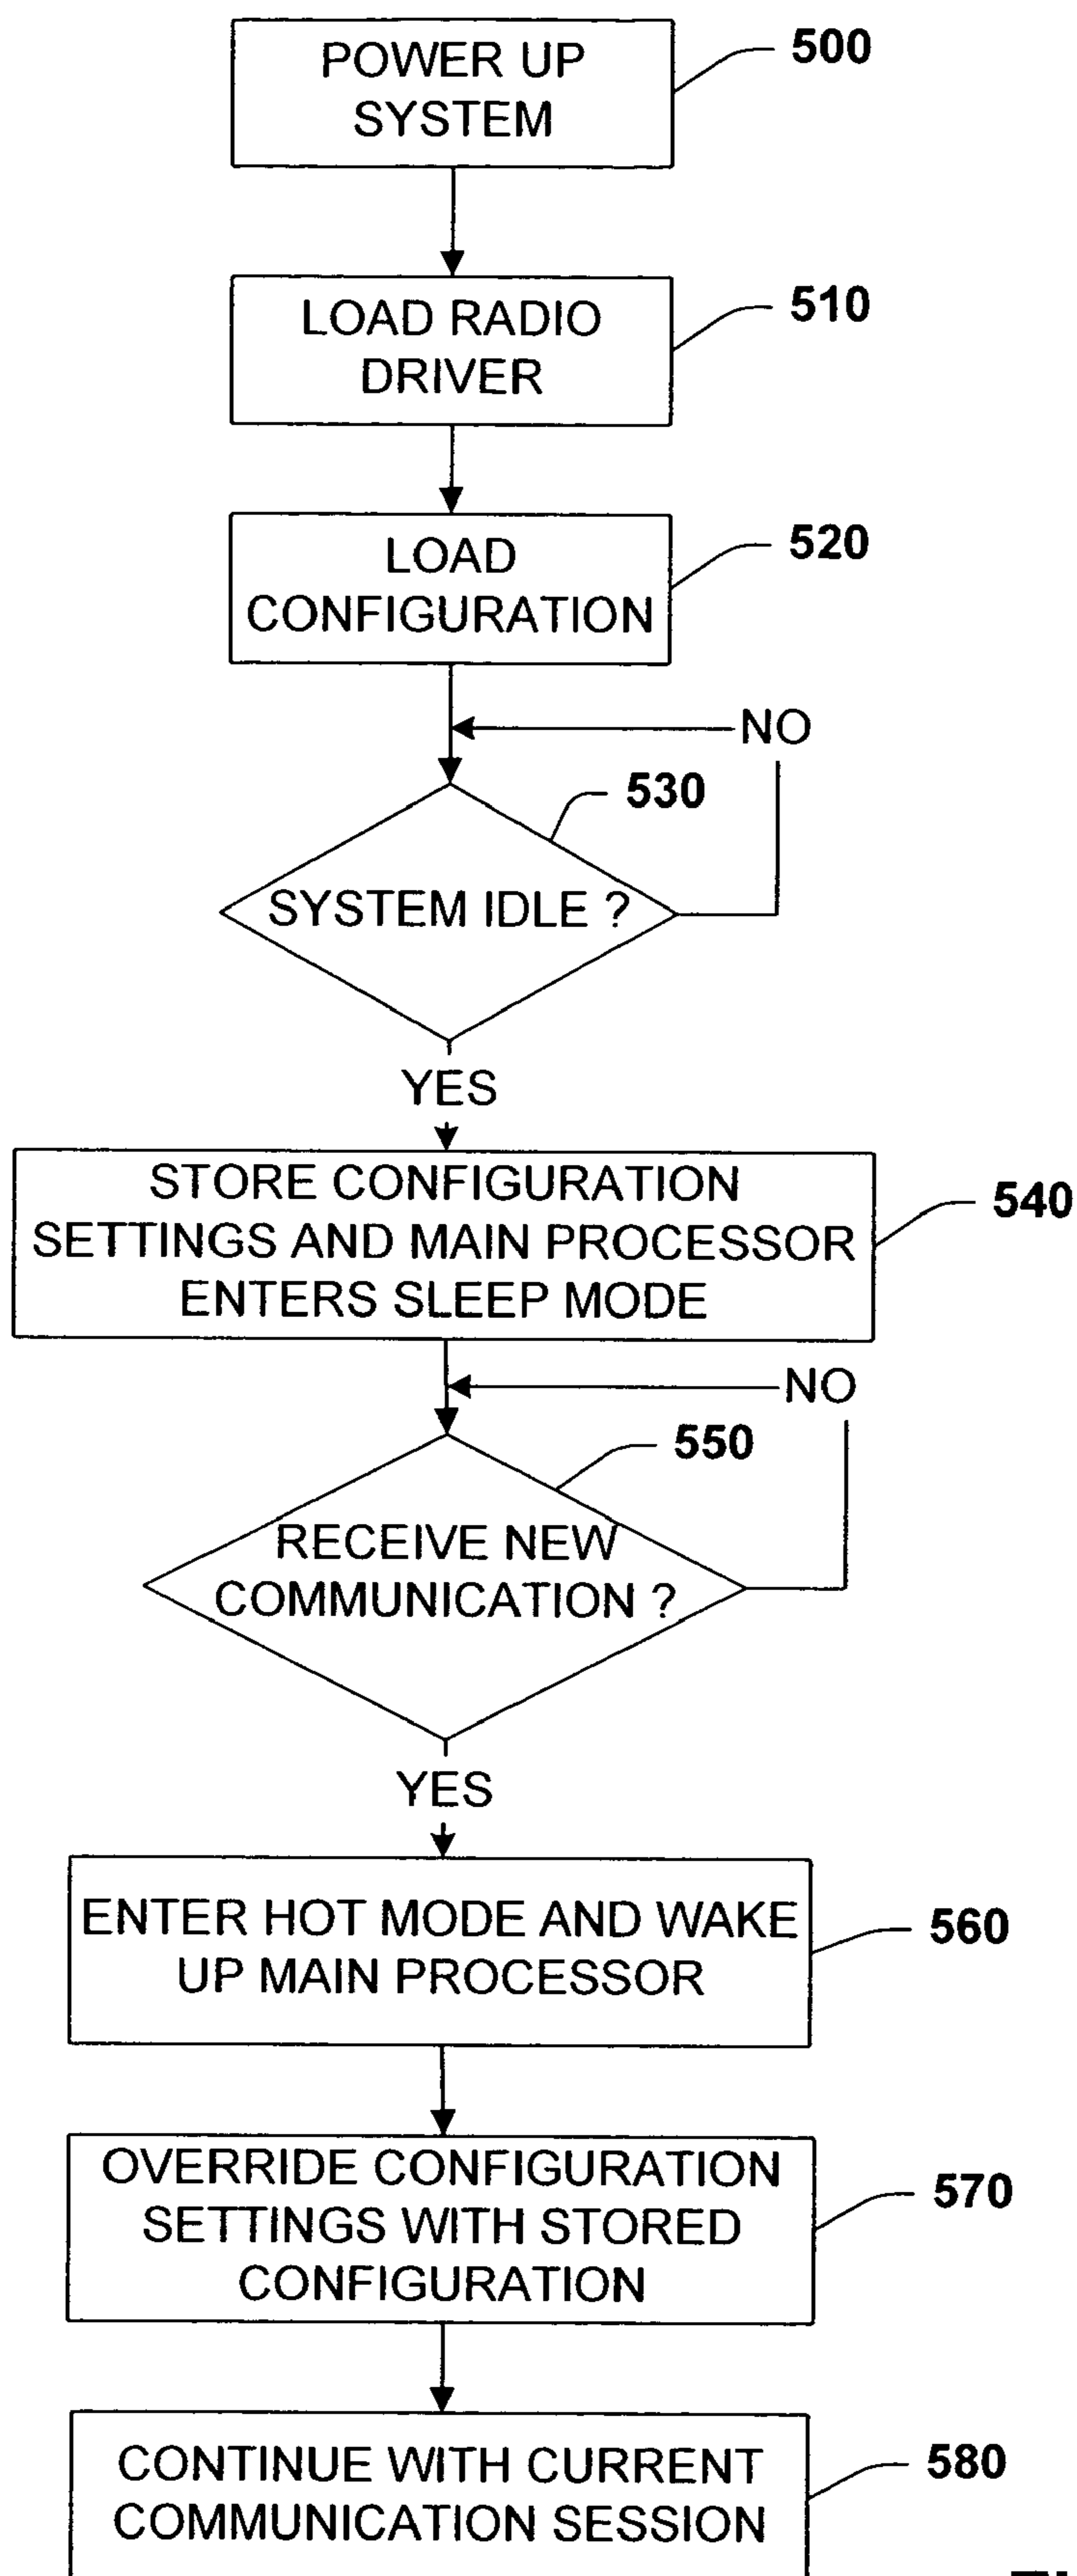 POWER UP
SYSTEM
500
LOAD RADIO
DRIVER
510
LOAD
CONFIGURATION
520
NO
530
SYSTEM IDLE ?
YES
STORE CONFIGURATION
SETTINGS AND MAIN PROCESSOR
ENTERS SLEEP MODE
540
NO
550
RECEIVE NEW
COMMUNICATION ?
YES
ENTER HOT MODE AND WAKE
UP MAIN PROCESSOR
560
OVERRIDE CONFIGURATION
SETTINGS WITH STORED
CONFIGURATION
570
CONTINUE WITH CURRENT
COMMUNICATION SESSION
580